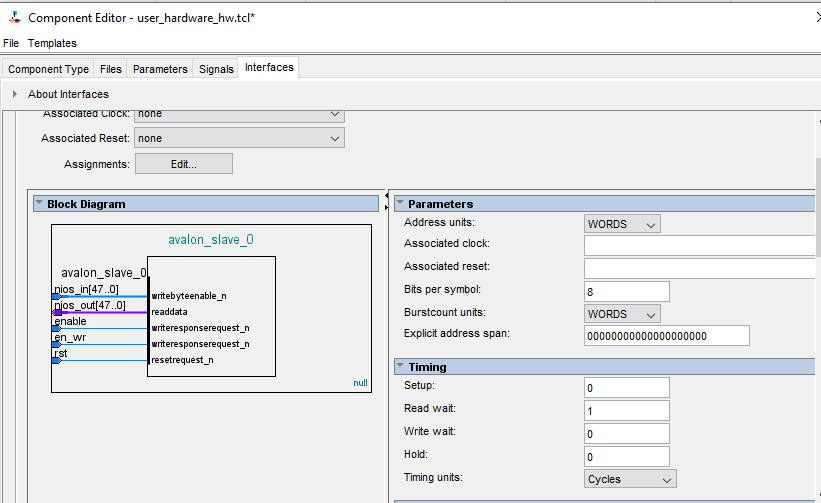 Component Editor - user_hardware_hw.tcl*
File Templates
Component Type Files Parameters Signals Interfaces
About Interfaces
Associated Clock: none
Associated Reset: none
Assignments: Edit...
Block Diagram
avalon_slave_0
avalon_slave_0
nios_in[47..0]
writebyteenable_n
nios_out[47..0]
readdata
enable
writeresponserequest_n
en_wr
writeresponserequest_n
rst
resetrequest_n
null
Parameters
Address units: WORDS
Associated clock:
Associated reset:
Bits per symbol: 8
Burstcount units: WORDS
Explicit address span: 00000000000000000000
Timing
Setup: 0
Read wait: 1
Write wait: 0
Hold: 0
Timing units: Cycles